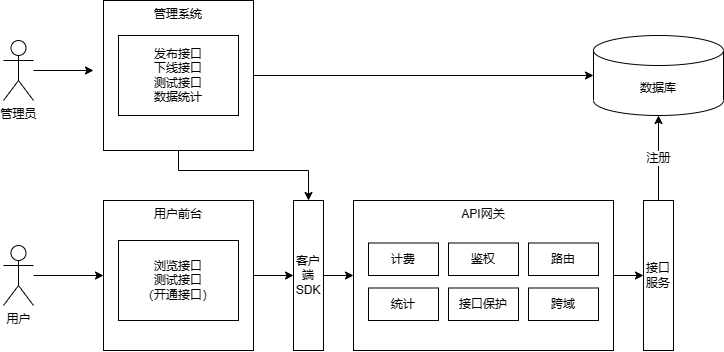 管理系统
发布接口
下线接口
测试接口
数据统计
管理员
数据库
注册
用户前台
浏览接口
测试接口
(开通接口)
用户
客户
端
SDK
API网关
计费
鉴权
路由
统计
接口保护
跨域
接口
服务